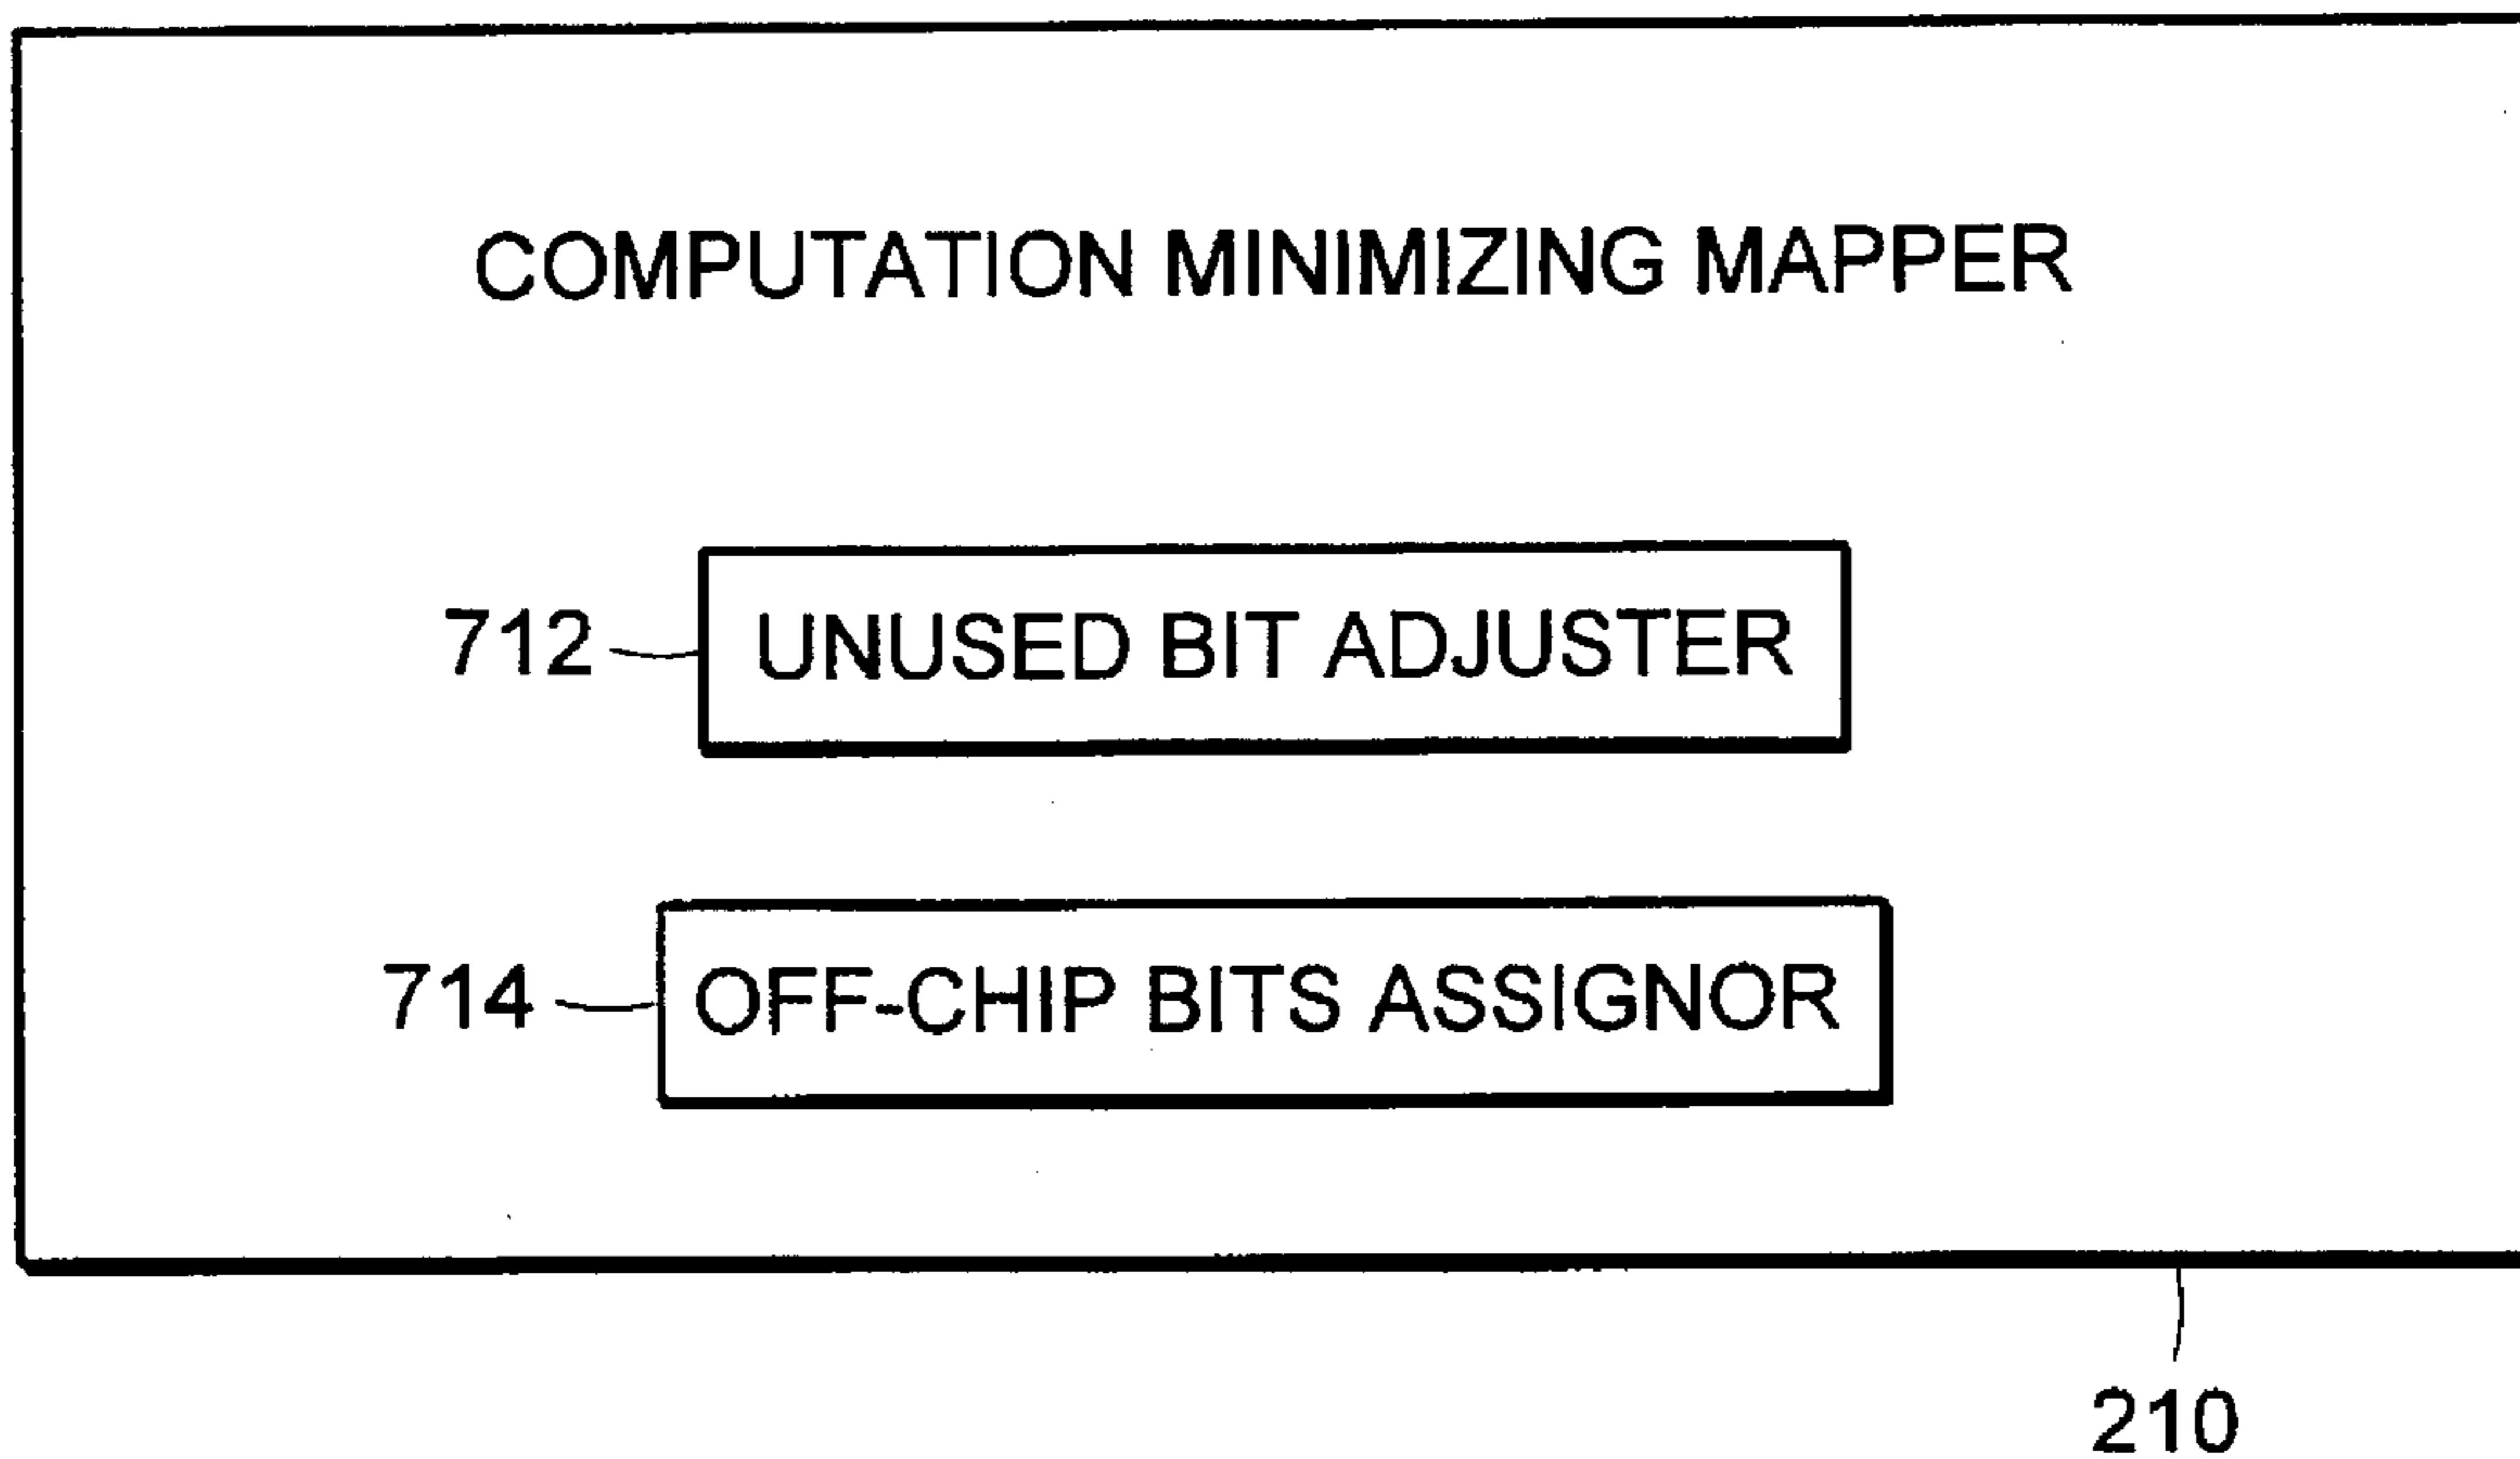 COMPUTATION MINIMIZING MAPPER
712 UNUSED BIT ADJUSTER
714 OFF-CHIP BITS ASSIGNOR
210